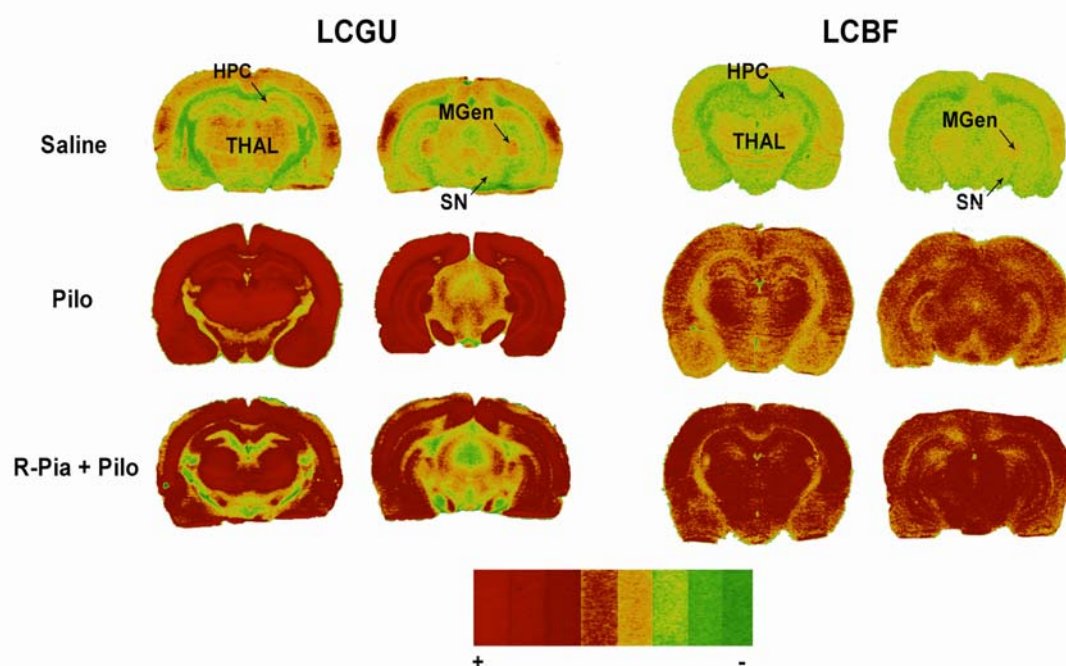 LCGU LCBF
HPC HPC
MGen MGen
Saline THAL THAL
SN SN
Pilo
R-Pia + Pilo
+ -